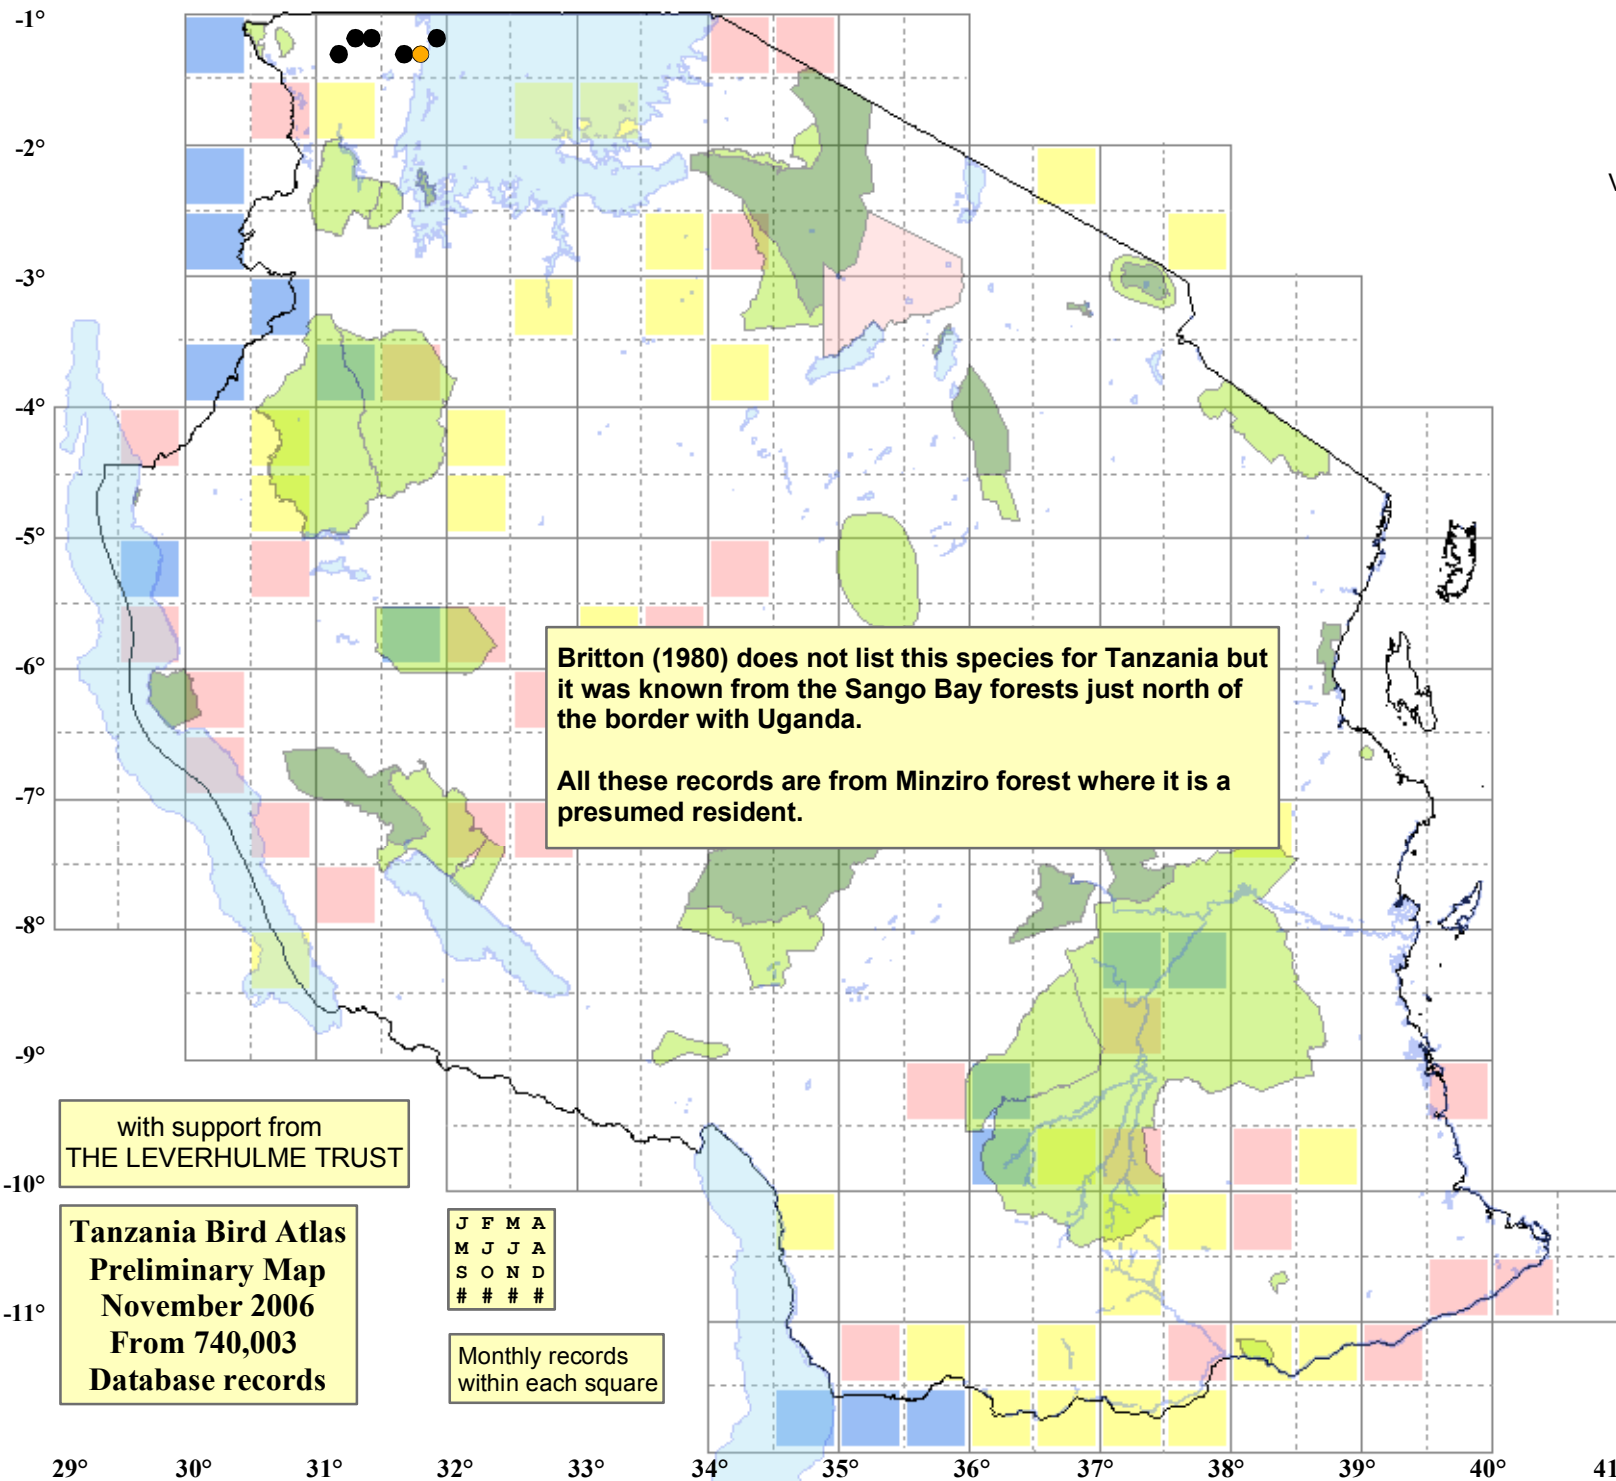 -1°
-2°
-3°
-4°
-5°
-6°
-7°
-8°
-9°
-10°
-11°
Britton (1980) does not list this species for Tanzania but
it was known from the Sango Bay forests just north of
the border with Uganda.
All these records are from Minziro forest where it is a
presumed resident.
with support from
THE LEVERHULME TRUST
Tanzania Bird Atlas
Preliminary Map
November 2006
From 740,003
Database records
J F M A
M J J A
S O N D
# # # #
Monthly records
within each square
29° 30° 31° 32° 33° 34° 35° 36° 37° 38° 39° 40° 41